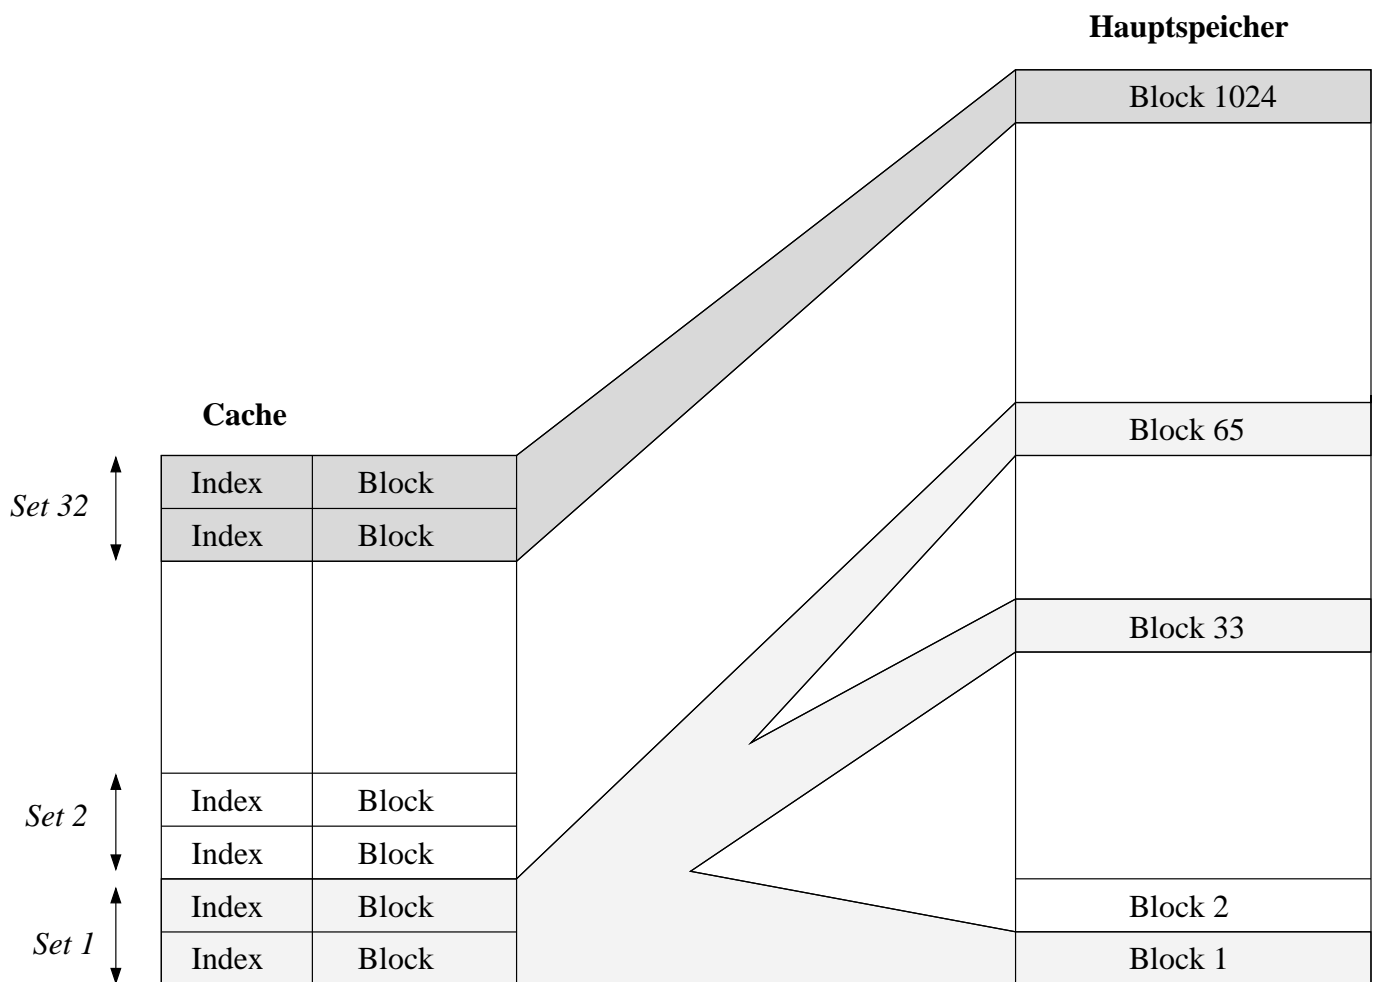 Hauptspeicher
Block 1024
Cache
Block 65
Set 32
Index Block
Index Block
Block 33
Set 2
Index Block
Index Block
Set 1
Index Block
Block 2
Index Block
Block 1